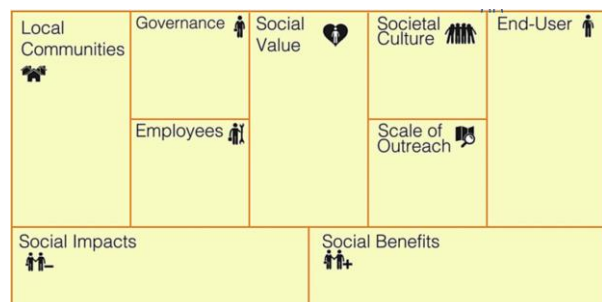 Local
Communities
Governance
Social
Value
Societal
Culture
End-User
Employees
Scale of
Outreach
Social Impacts
Social Benefits